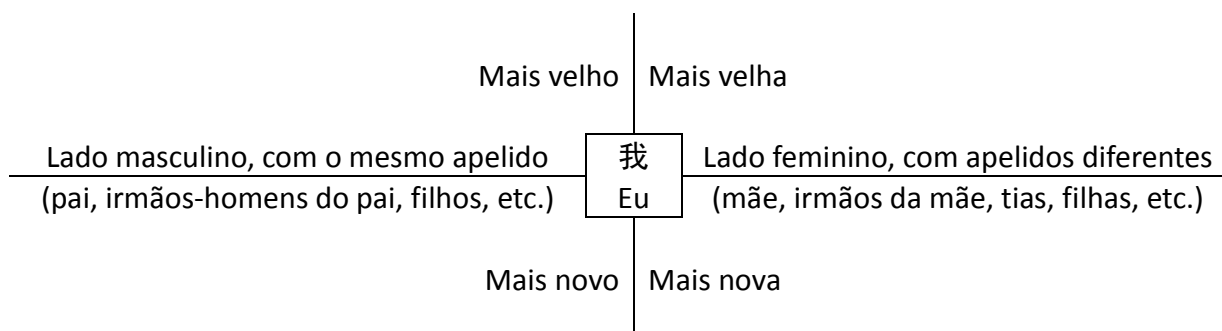 Mais velho Mais velha
Lado masculino, com o mesmo apelido 我 Lado feminino, com apelidos diferentes
(pai, irmãos-homens do pai, filhos, etc.) Eu (mãe, irmãos da mãe, tias, filhas, etc.)
Mais novo Mais nova